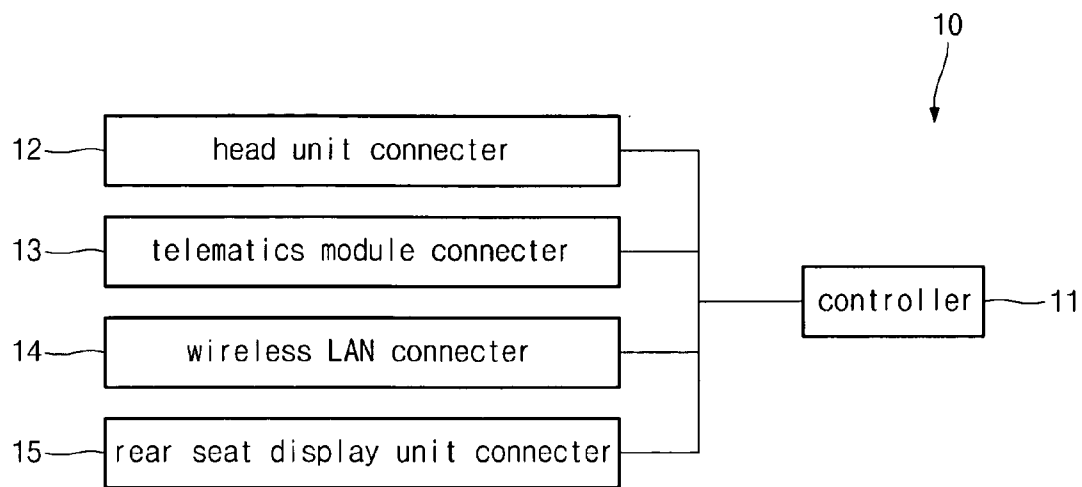 10
12 head unit connecter
13 telematics module connecter
controller 11
14 wireless LAN connecter
15 rear seat display unit connecter